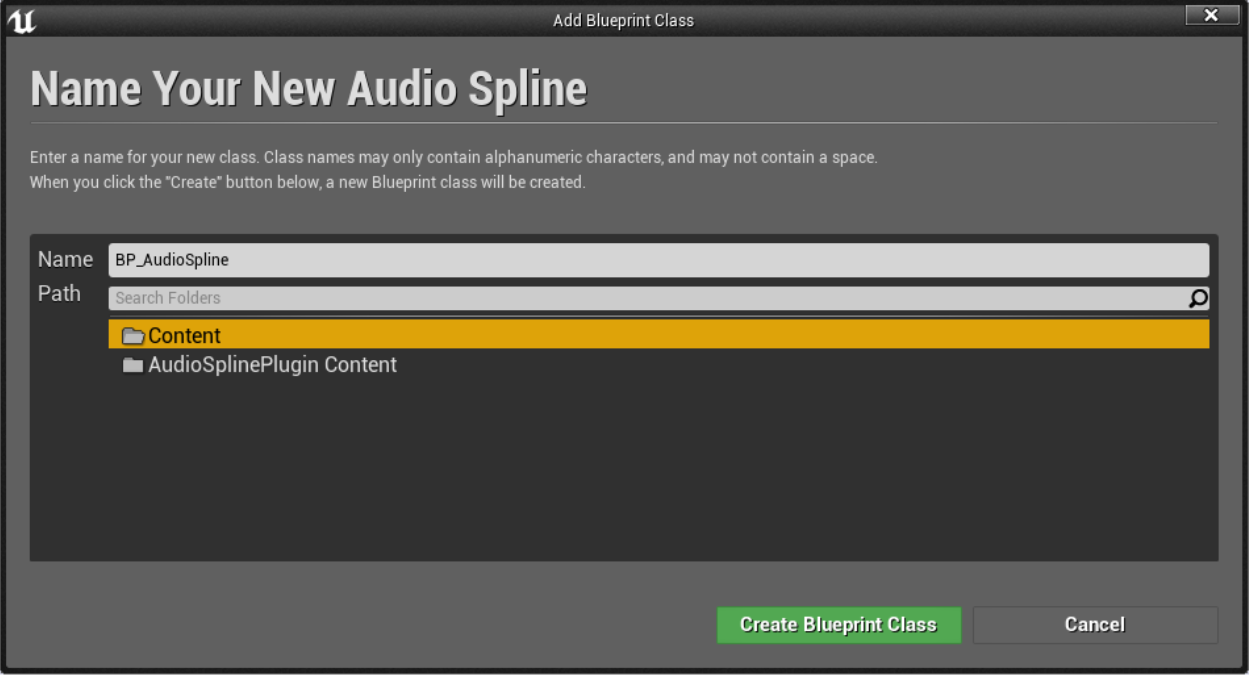 Add Blueprint Class
Name Your New Audio Spline
Enter a name for your new class. Class names may only contain alphanumeric characters, and may not contain a space.
When you click the "Create" button below, a new Blueprint class will be created.
Name BP_AudioSpline
Path Search Folders
Content
AudioSplinePlugin Content
Create Blueprint Class Cancel